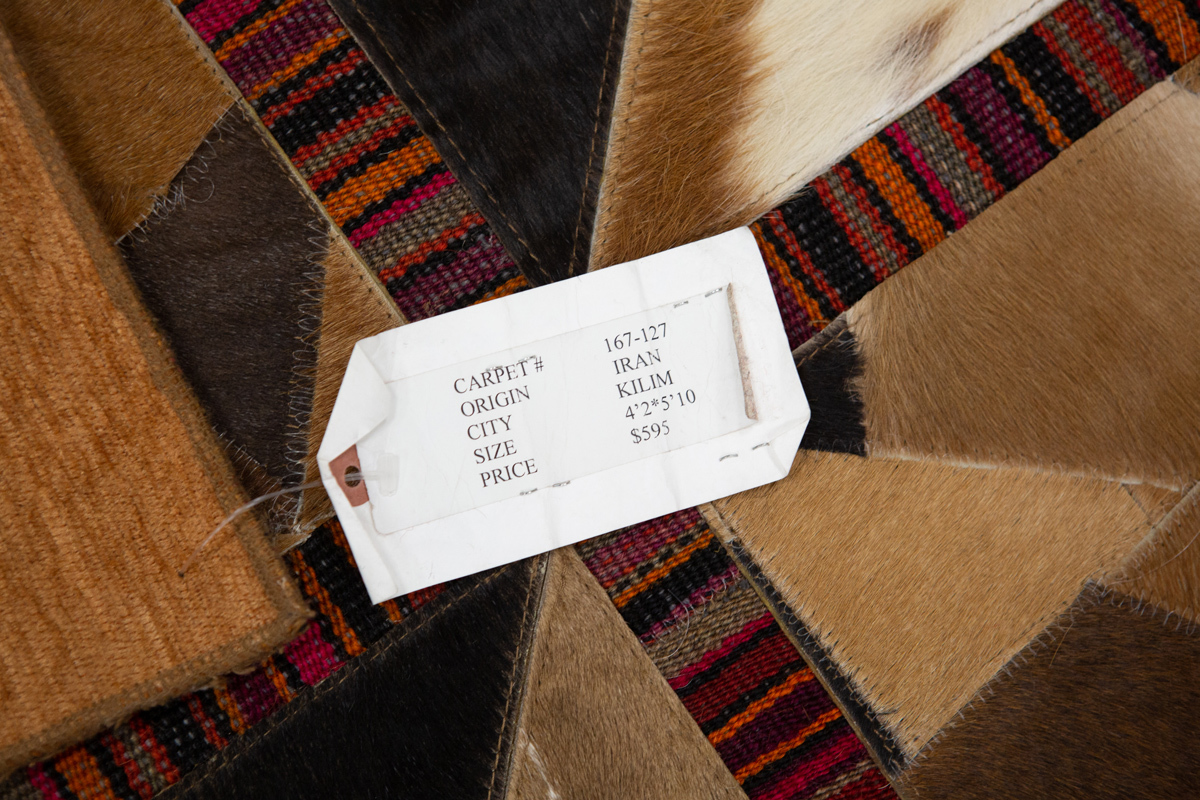 CARPET # 167-127
ORIGIN IRAN
CITY KILIM
SIZE 4'2*5'10
PRICE $595